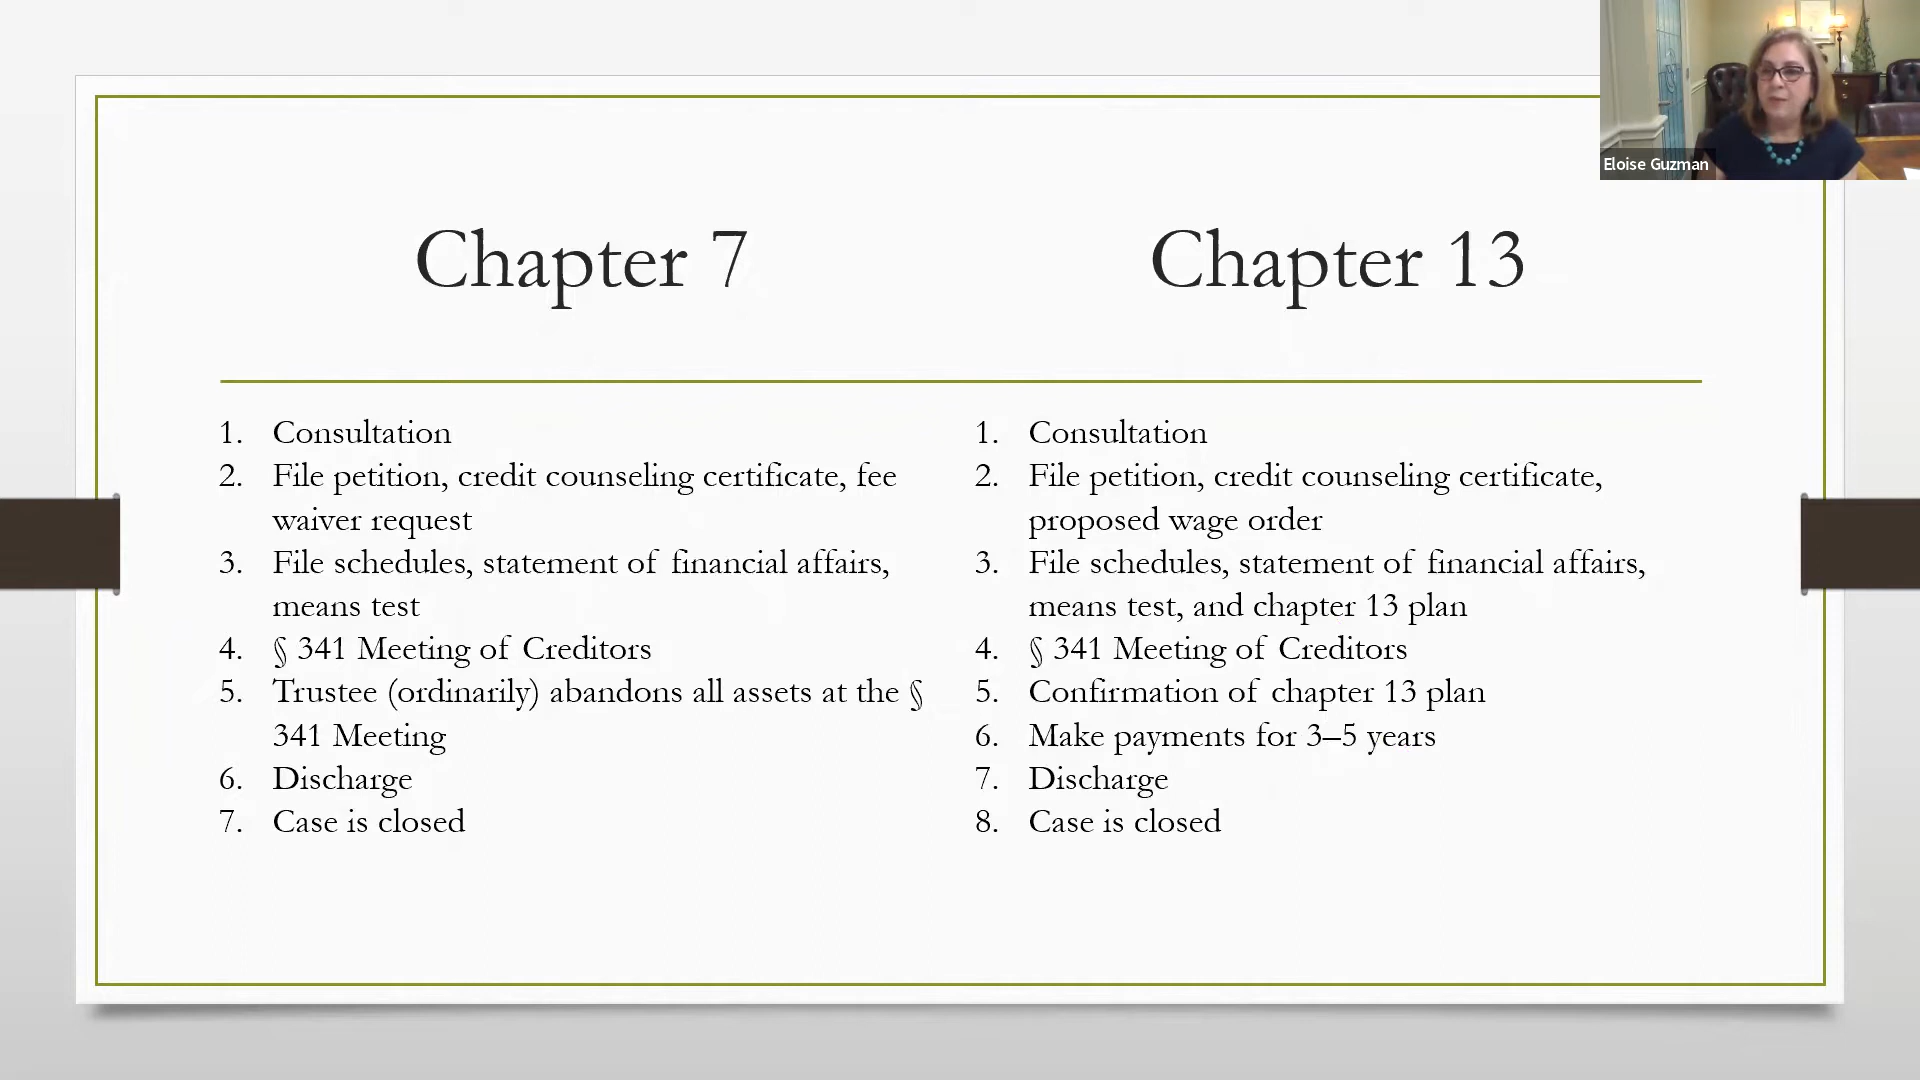 Eloise Guzman
Chapter 7
1. Consultation
2. File petition, credit counseling certificate, fee
waiver request
3. File schedules, statement of financial affairs,
means test
4. § 341 Meeting of Creditors
5. Trustee (ordinarily) abandons all assets at the §
341 Meeting
6. Discharge
7. Case is closed
Chapter 13
1. Consultation
2. File petition, credit counseling certificate,
proposed wage order
3. File schedules, statement of financial affairs,
means test, and chapter 13 plan
4. § 341 Meeting of Creditors
5. Confirmation of chapter 13 plan
6. Make payments for 3–5 years
7. Discharge
8. Case is closed